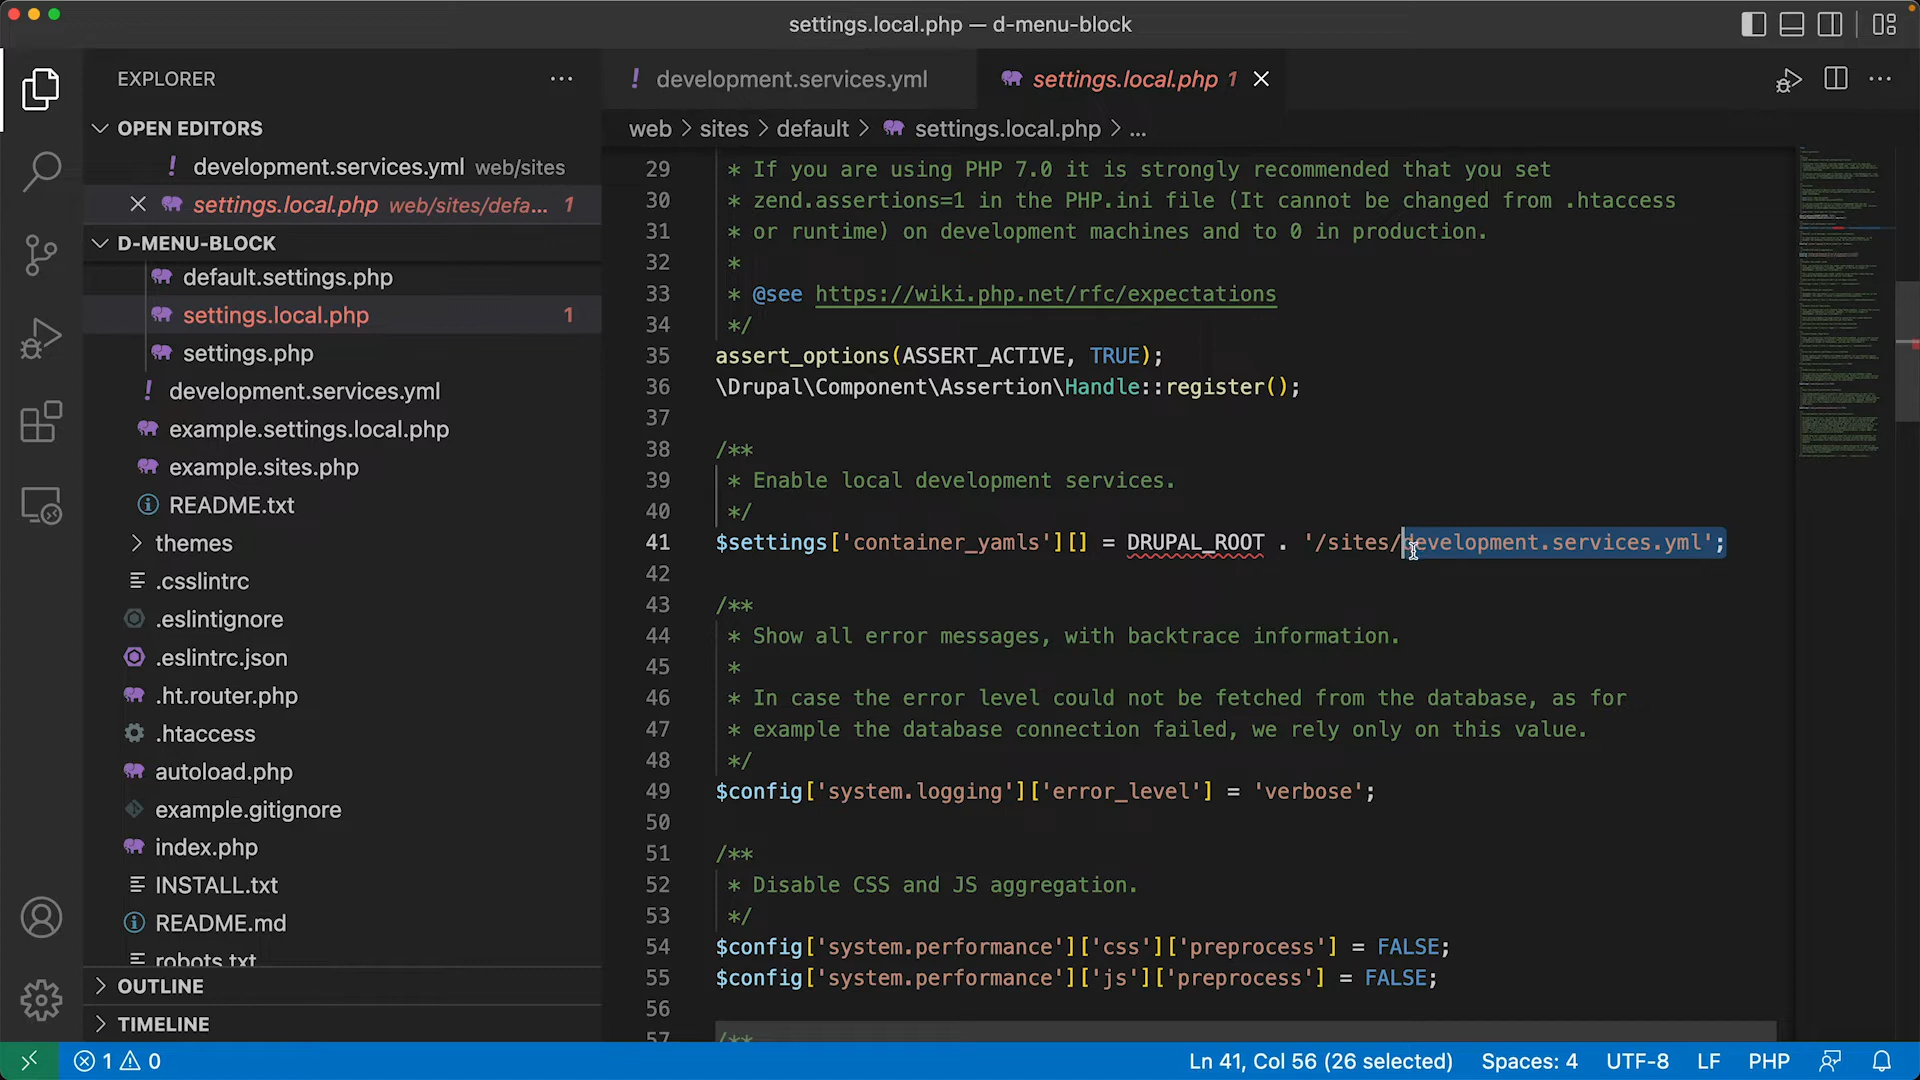 settings.local.php — d-menu-block
EXPLORER
OPEN EDITORS
development.services.yml web/sites
settings.local.php web/sites/defa... 1
D-MENU-BLOCK
default.settings.php
settings.local.php 1
settings.php
development.services.yml
example.settings.local.php
example.sites.php
README.txt
themes
.csslintrc
.eslintignore
.eslintrc.json
.ht.router.php
.htaccess
autoload.php
example.gitignore
index.php
INSTALL.txt
README.md
robots.txt
OUTLINE
TIMELINE
development.services.yml
settings.local.php 1
web > sites > default > settings.local.php > ...
29 * If you are using PHP 7.0 it is strongly recommended that you set
30 * zend.assertions=1 in the PHP.ini file (It cannot be changed from .htaccess
31 * or runtime) on development machines and to 0 in production.
32 *
33 * @see https://wiki.php.net/rfc/expectations
34 */
35 assert_options(ASSERT_ACTIVE, TRUE);
36 \Drupal\Component\Assertion\Handle::register();
37
38 /**
39 * Enable local development services.
40 */
41 $settings['container_yamls'][] = DRUPAL_ROOT . '/sites/development.services.yml';
42
43 /**
44 * Show all error messages, with backtrace information.
45 *
46 * In case the error level could not be fetched from the database, as for
47 * example the database connection failed, we rely only on this value.
48 */
49 $config['system.logging']['error_level'] = 'verbose';
50
51 /**
52 * Disable CSS and JS aggregation.
53 */
54 $config['system.performance']['css']['preprocess'] = FALSE;
55 $config['system.performance']['js']['preprocess'] = FALSE;
56
57 /**
1 0
Ln 41, Col 56 (26 selected) Spaces: 4 UTF-8 LF PHP